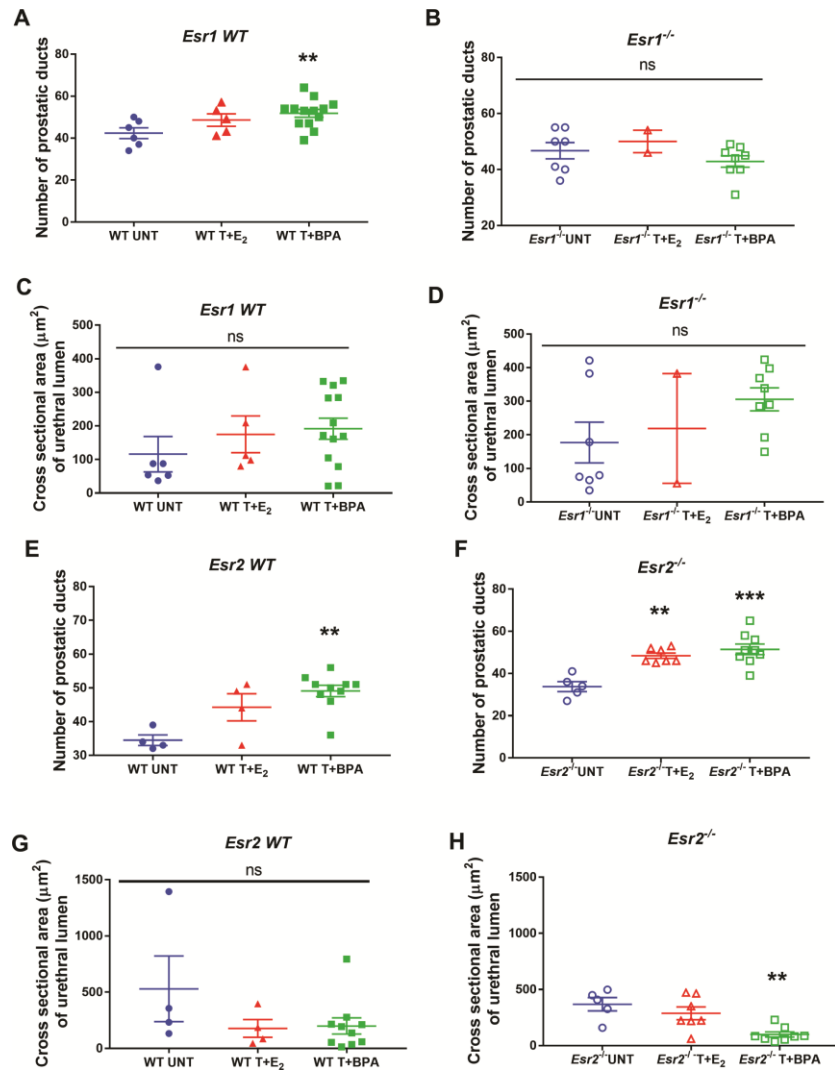 A
Esr1 WT
**
Number of prostatic ducts
80
60
40
20
0
WT UNT
WT T+E₂
WT T+BPA
B
Esr1⁻/⁻
ns
Number of prostatic ducts
80
60
40
20
Esr1⁻/⁻UNT
Esr1⁻/⁻ T+E₂
Esr1⁻/⁻ T+BPA
C
Esr1 WT
ns
Cross sectional area (μm²)
of urethral lumen
500
400
300
200
100
0
WT UNT
WT T+E₂
WT T+BPA
D
Esr1⁻/⁻
ns
Cross sectional area (μm²)
of urethral lumen
500
400
300
200
100
0
Esr1⁻/⁻UNT
Esr1⁻/⁻ T+E₂
Esr1⁻/⁻ T+BPA
E
Esr2 WT
**
Number of prostatic ducts
80
70
60
50
40
30
WT UNT
WT T+E₂
WT T+BPA
F
Esr2⁻/⁻
**
***
Number of prostatic ducts
80
60
40
20
0
Esr2⁻/⁻UNT
Esr2⁻/⁻ T+E₂
Esr2⁻/⁻ T+BPA
G
Esr2 WT
ns
Cross sectional area (μm²)
of urethral lumen
1500
1000
500
0
WT UNT
WT T+E₂
WT T+BPA
H
Esr2⁻/⁻
**
Cross sectional area (μm²)
of urethral lumen
1500
1000
500
0
Esr2⁻/⁻UNT
Esr2⁻/⁻ T+E₂
Esr2⁻/⁻ T+BPA